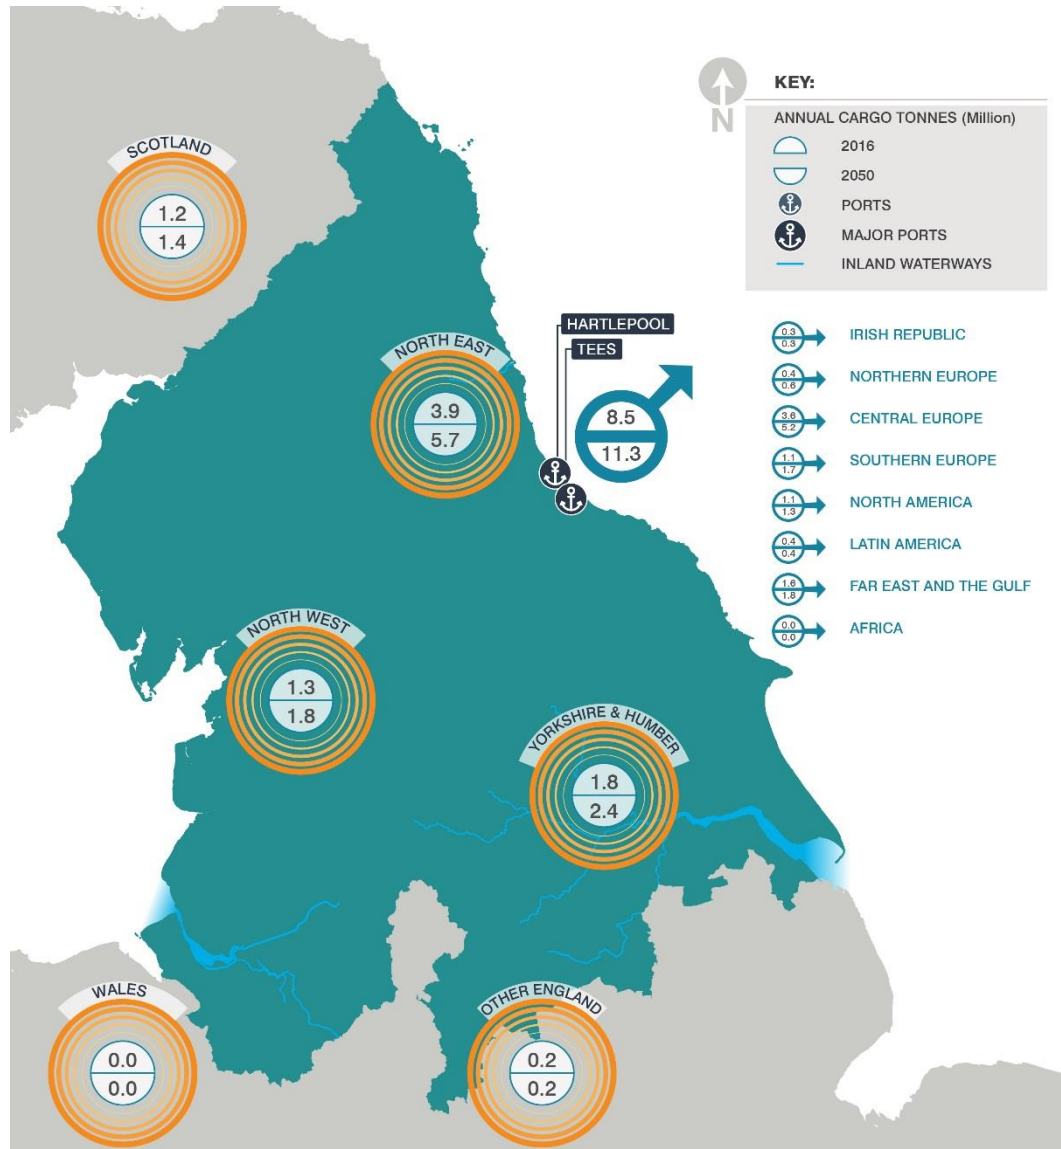 KEY:
ANNUAL CARGO TONNES (Million)
2016
2050
PORTS
MAJOR PORTS
INLAND WATERWAYS
N
SCOTLAND
1.2
1.4
HARTLEPOOL
TEES
8.5
11.3
NORTH EAST
3.9
5.7
0.3
0.3
IRISH REPUBLIC
0.4
0.6
NORTHERN EUROPE
3.6
5.2
CENTRAL EUROPE
1.1
1.7
SOUTHERN EUROPE
1.1
1.3
NORTH AMERICA
0.4
0.4
LATIN AMERICA
1.6
1.8
FAR EAST AND THE GULF
0.0
0.0
AFRICA
NORTH WEST
1.3
1.8
YORKSHIRE & HUMBER
1.8
2.4
WALES
0.0
0.0
OTHER ENGLAND
0.2
0.2